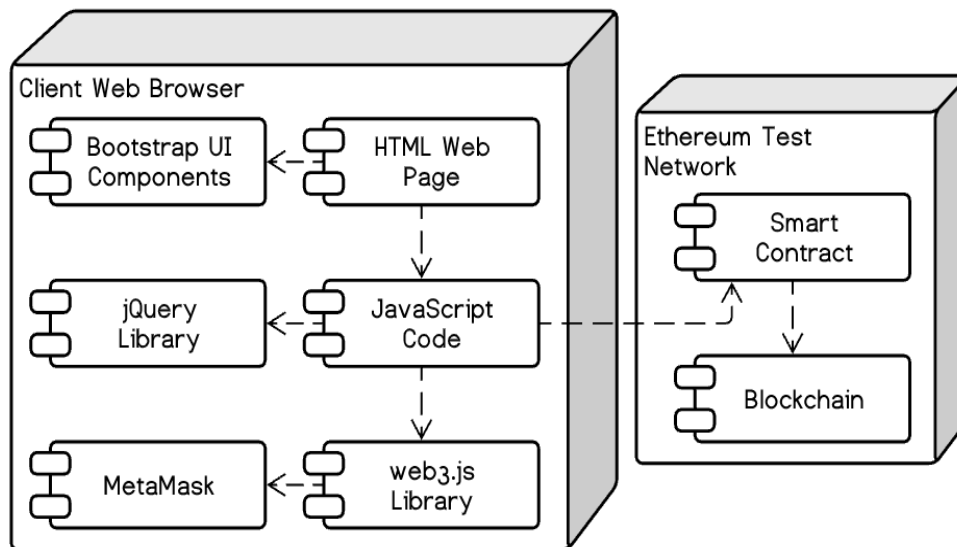 Client Web Browser
Bootstrap UI
Components
HTML Web
Page
jQuery
Library
JavaScript
Code
MetaMask
web3.js
Library
Ethereum Test
Network
Smart
Contract
Blockchain